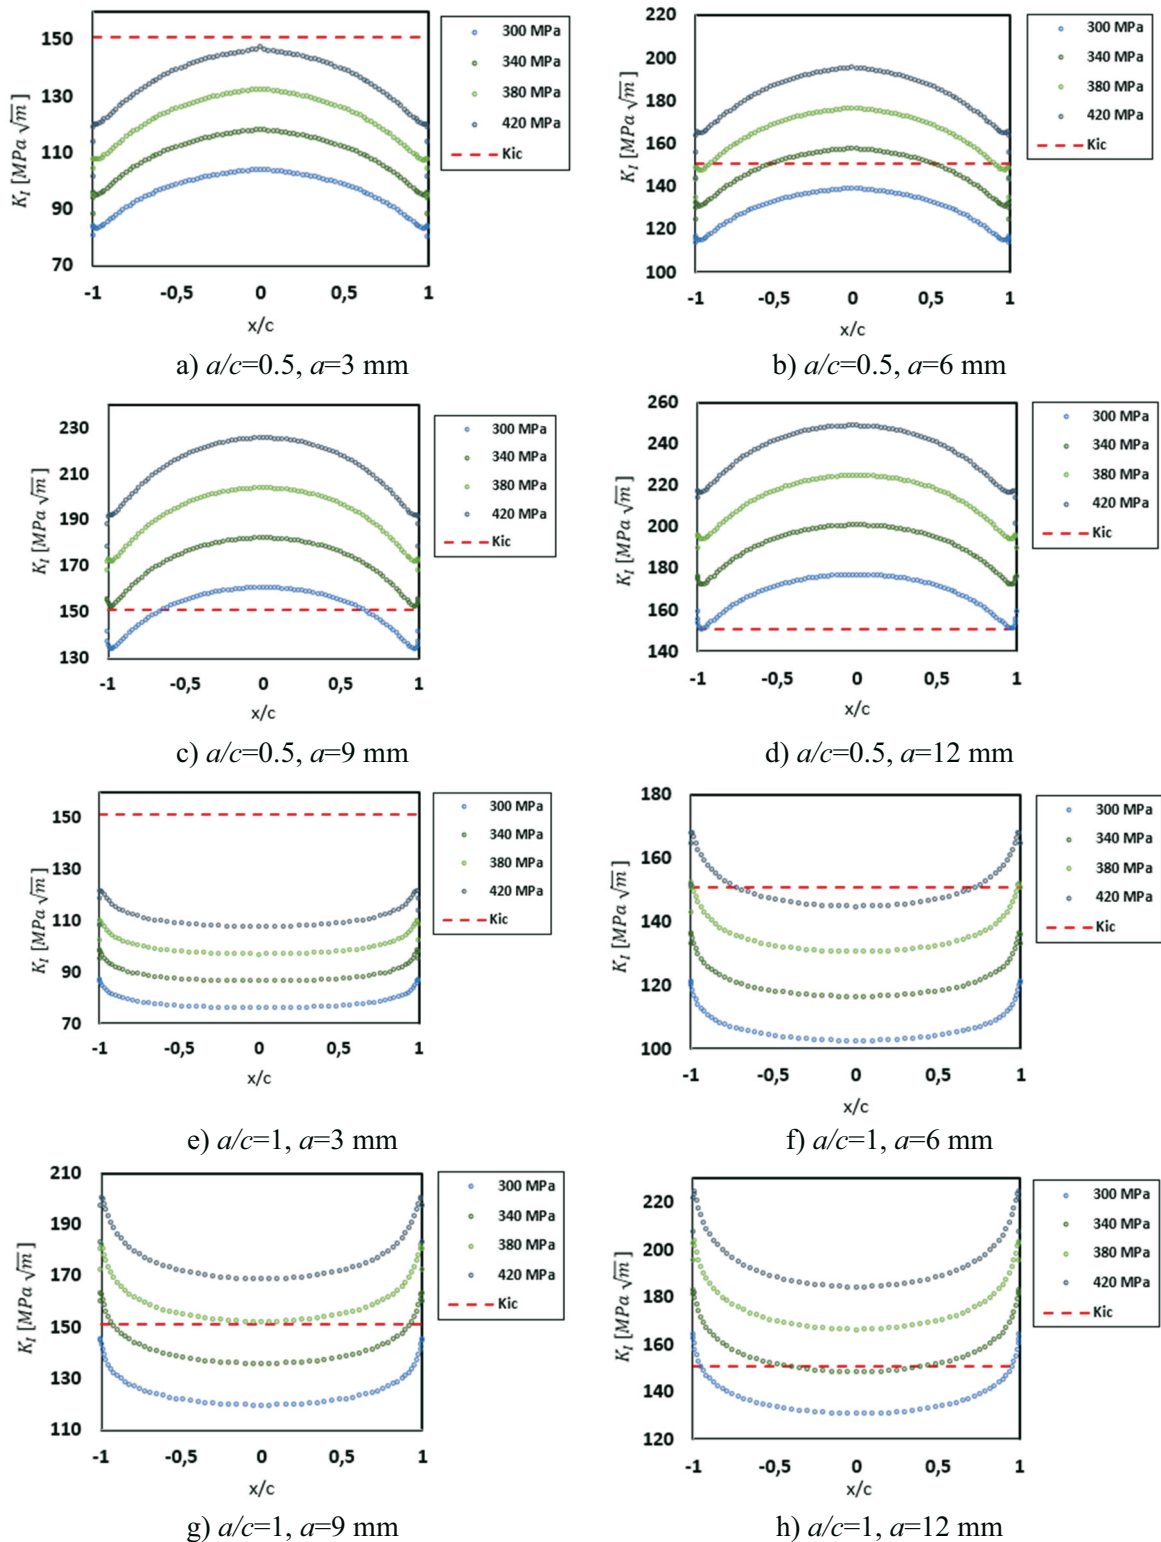 K_I [MPa √m]
150
130
110
90
70
-1 -0,5 0 0,5 1
x/c
300 MPa
340 MPa
380 MPa
420 MPa
Kic
a) a/c=0.5, a=3 mm
K_I [MPa √m]
220
200
180
160
140
120
100
-1 -0,5 0 0,5 1
x/c
300 MPa
340 MPa
380 MPa
420 MPa
Kic
b) a/c=0.5, a=6 mm
K_I [MPa √m]
230
210
190
170
150
130
-1 -0,5 0 0,5 1
x/c
300 MPa
340 MPa
380 MPa
420 MPa
Kic
c) a/c=0.5, a=9 mm
K_I [MPa √m]
260
240
220
200
180
160
140
-1 -0,5 0 0,5 1
x/c
300 MPa
340 MPa
380 MPa
420 MPa
Kic
d) a/c=0.5, a=12 mm
K_I [MPa √m]
150
130
110
90
70
-1 -0,5 0 0,5 1
x/c
300 MPa
340 MPa
380 MPa
420 MPa
Kic
e) a/c=1, a=3 mm
K_I [MPa √m]
180
160
140
120
100
-1 -0,5 0 0,5 1
x/c
300 MPa
340 MPa
380 MPa
420 MPa
Kic
f) a/c=1, a=6 mm
K_I [MPa √m]
210
190
170
150
130
110
-1 -0,5 0 0,5 1
x/c
300 MPa
340 MPa
380 MPa
420 MPa
Kic
g) a/c=1, a=9 mm
K_I [MPa √m]
220
200
180
160
140
120
-1 -0,5 0 0,5 1
x/c
300 MPa
340 MPa
380 MPa
420 MPa
Kic
h) a/c=1, a=12 mm